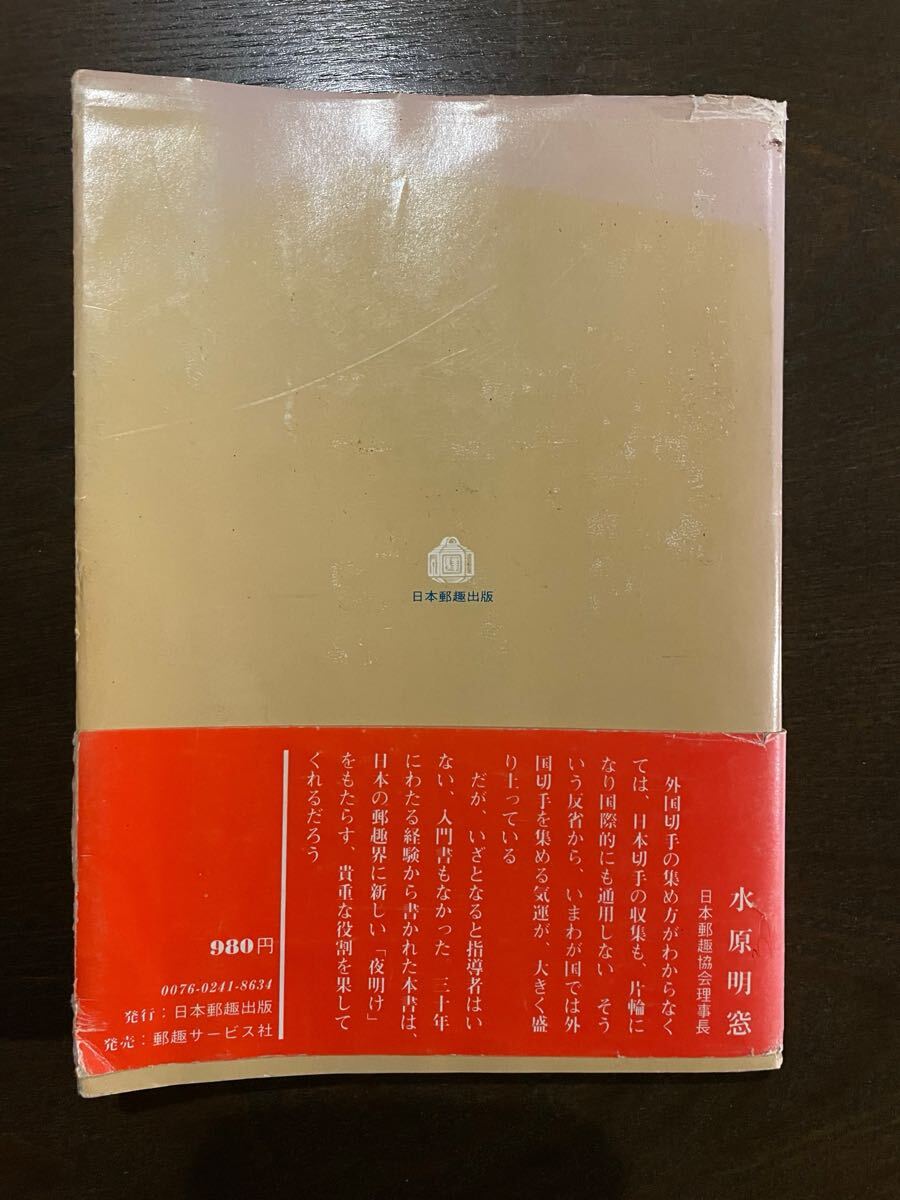 日本郵趣出版
水原明窓
日本郵趣協会理事長
外国切手の集め方がわからなく
ては、日本切手の収集も、片輪に
なり国際的にも通用しない　そう
いう反省から、いまわが国では外
国切手を集める気運が、大きく盛
り上っている
だが、いざとなると指導者はい
ない、入門書もなかった　三十年
にわたる経験から書かれた本書は、
日本の郵趣界に新しい「夜明け」
をもたらす、貴重な役割を果して
くれるだろう
980円
0076-0241-8634
発行：日本郵趣出版
発売：郵趣サービス社